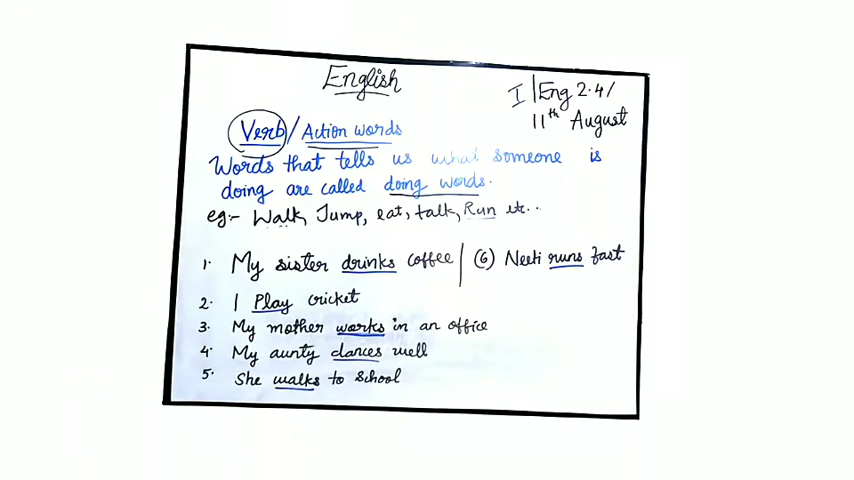 English
I | Eng 2.4 /
11th August
Verb / Action words
Words that tells us what someone is
doing are called doing words.
eg:- Walk, Jump, eat, talk, Run etc...
1. My sister drinks coffee | (6) Neeti runs fast
2. I Play cricket
3. My mother works in an office
4. My aunty dances well
5. She walks to school